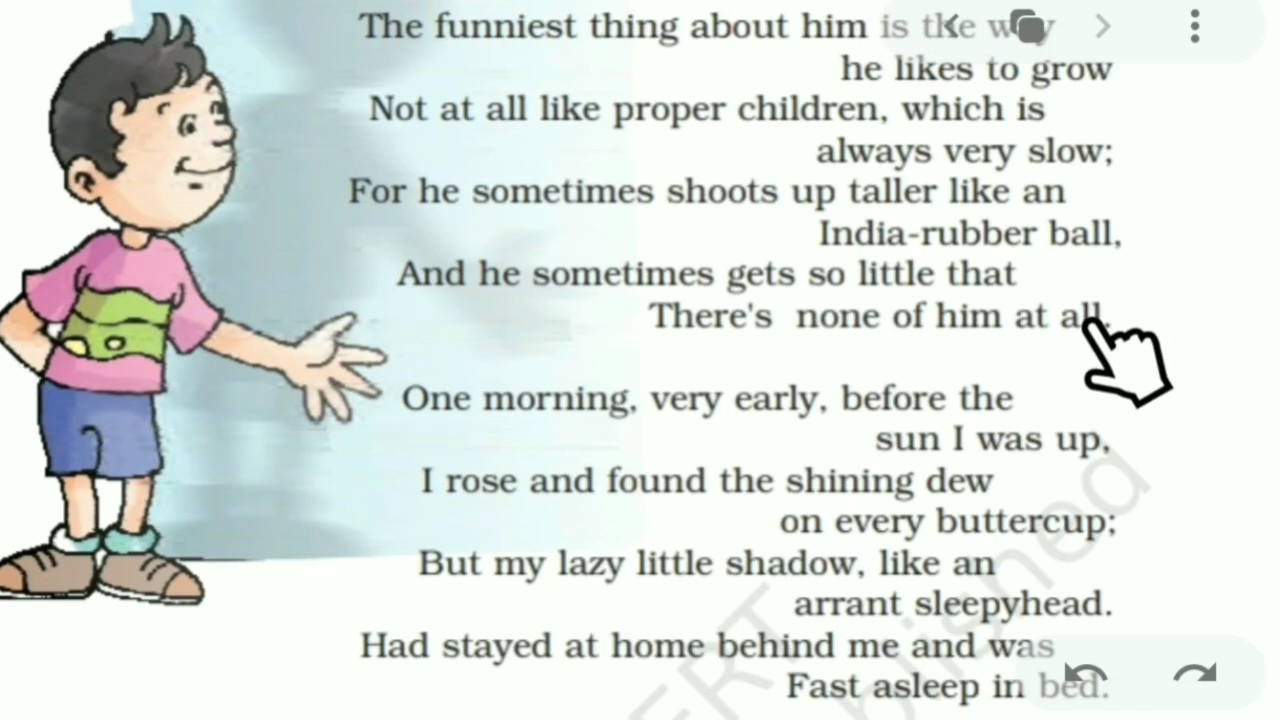 The funniest thing about him is the way
he likes to grow
Not at all like proper children, which is
always very slow;
For he sometimes shoots up taller like an
India-rubber ball,
And he sometimes gets so little that
There's none of him at all.
One morning, very early, before the
sun I was up,
I rose and found the shining dew
on every buttercup;
But my lazy little shadow, like an
arrant sleepyhead.
Had stayed at home behind me and was
Fast asleep in bed.